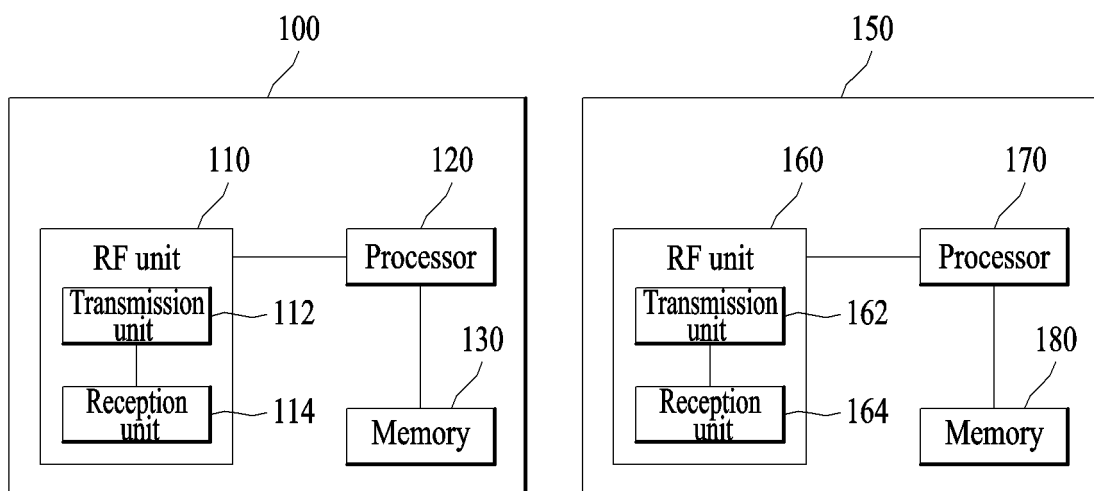 100
150
110
120
160
170
RF unit
Processor
RF unit
Processor
Transmission
unit
112
Transmission
unit
162
130
180
Reception
unit
114
Memory
Reception
unit
164
Memory